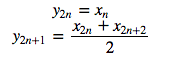 y₂ₙ = xₙ
y₂ₙ₊₁ = (x₂ₙ + x₂ₙ₊₂) / 2